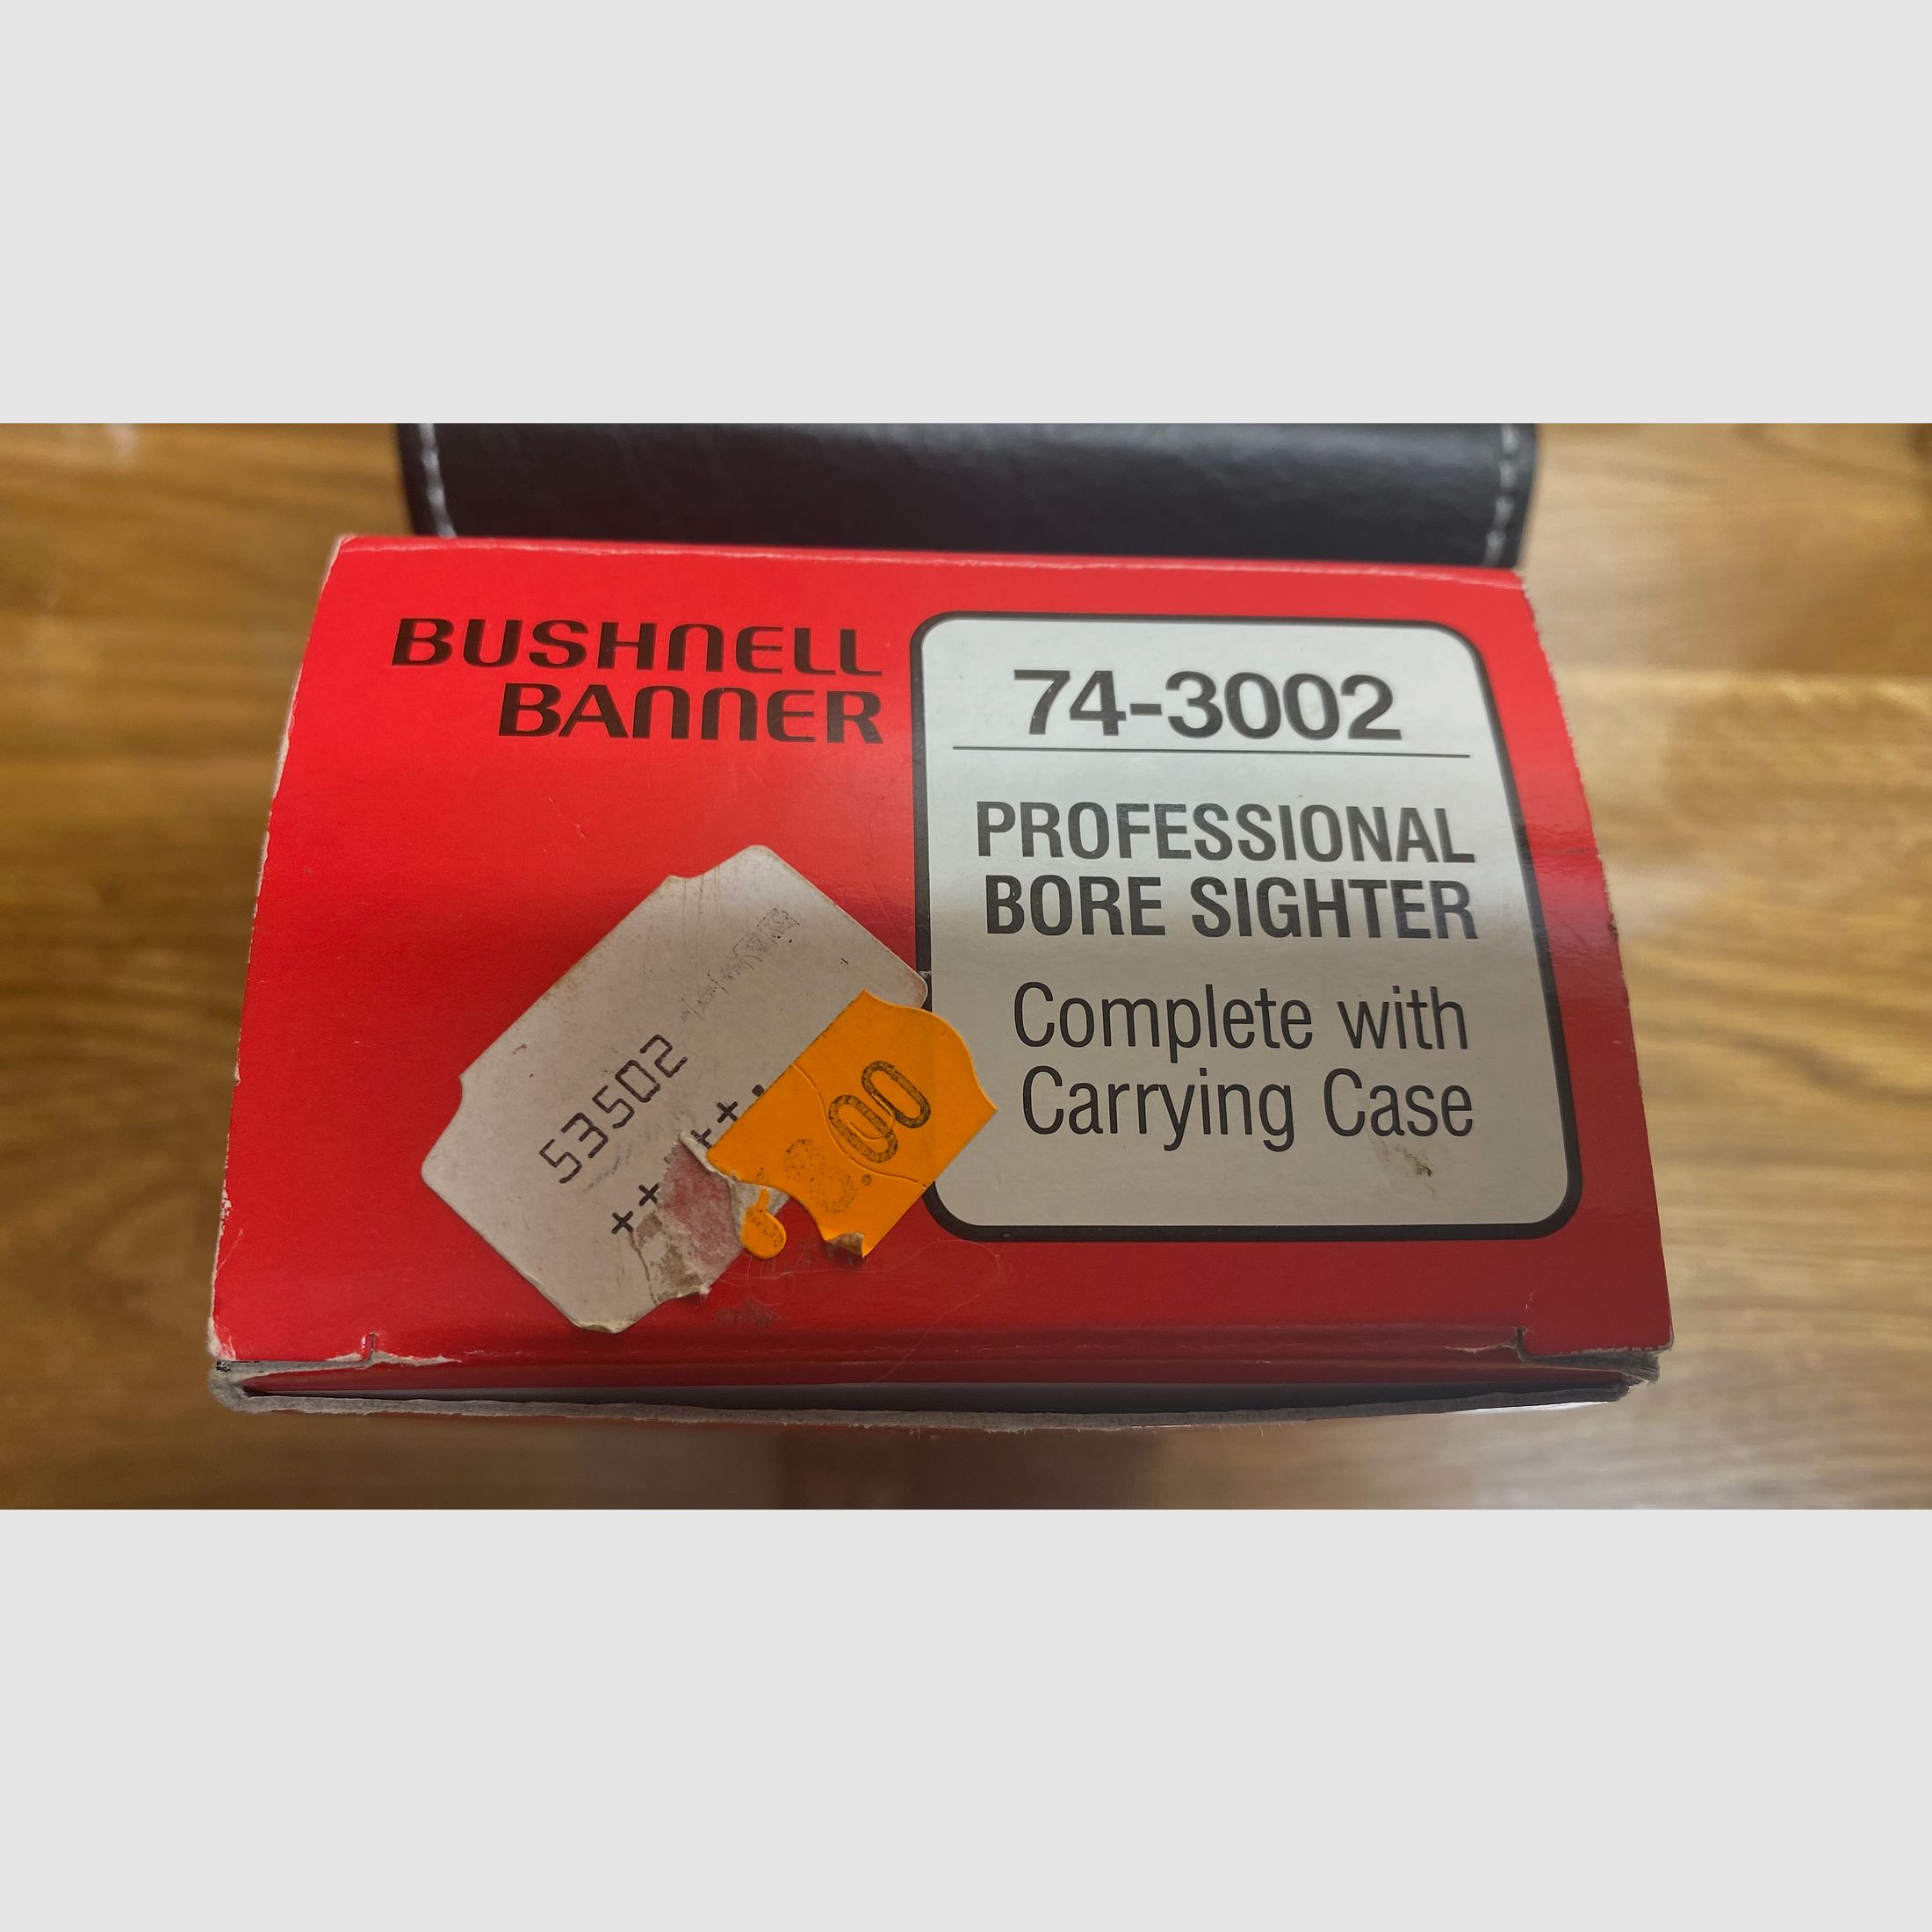 BUSHNELL
BANNER
74-3002
PROFESSIONAL
BORE SIGHTER
Complete with
Carrying Case
53502